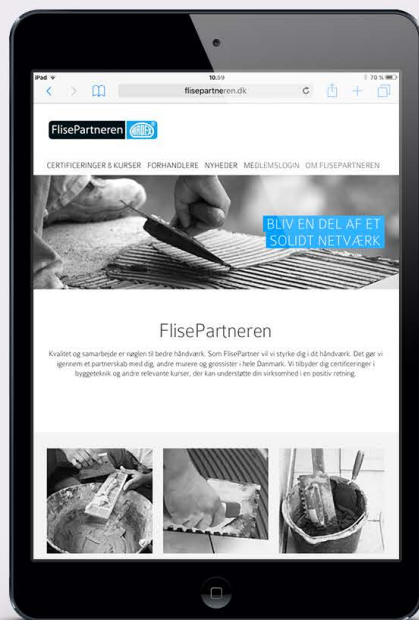 iPad
10.59
70 %
flisepartneren.dk
FlisePartneren ARDEX
CERTIFICERINGER & KURSER FORHANDLERE NYHEDER MEDLEMSLOGIN OM FLISEPARTNEREN
BLIV EN DEL AF ET
SOLIDT NETVÆRK
FlisePartneren
Kvalitet og samarbejde er nøglen til bedre håndværk. Som FlisePartner vil vi styrke dig i dit håndværk. Det gør vi
igennem et partnerskab med dig, andre murere og grossister i hele Danmark. Vi tilbyder dig certificeringer i
byggeteknik og andre relevante kurser, der kan understøtte din virksomhed i en positiv retning.